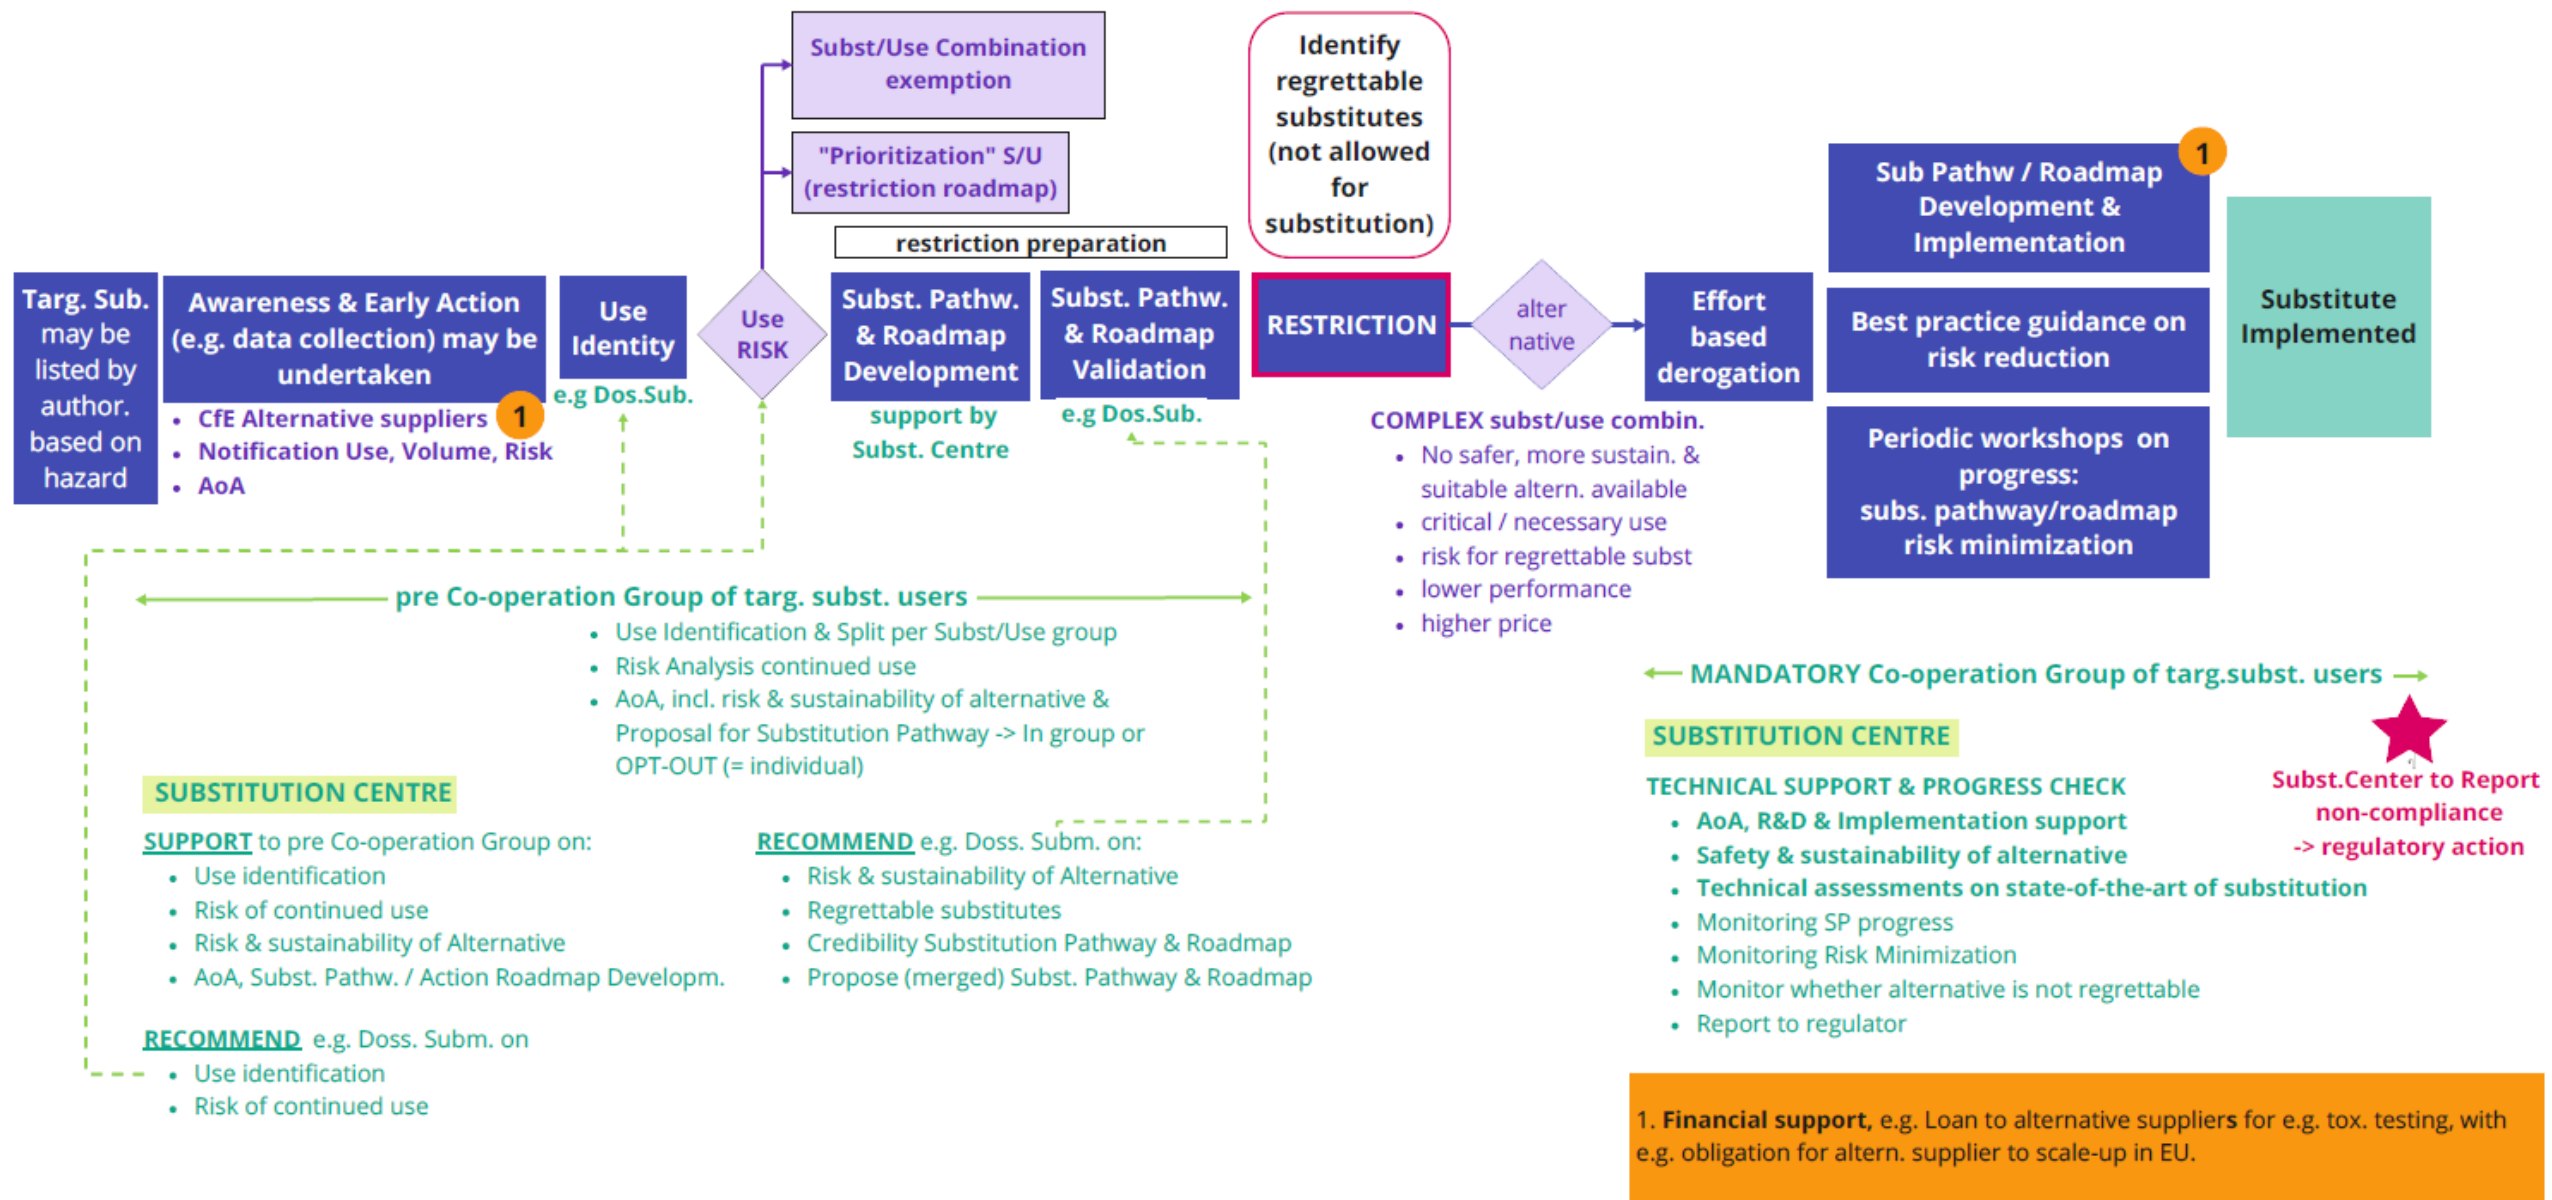 Subst/Use Combination
exemption
"Prioritization" S/U
(restriction roadmap)
restriction preparation
Identify
regrettable
substitutes
(not allowed
for
substitution)
Targ. Sub.
may be
listed by
author.
based on
hazard
Awareness & Early Action
(e.g. data collection) may be
undertaken
1
• CfE Alternative suppliers
• Notification Use, Volume, Risk
• AoA
Use
Identity
e.g Dos.Sub.
Use
RISK
Subst. Pathw.
& Roadmap
Development
support by
Subst. Centre
Subst. Pathw.
& Roadmap
Validation
e.g Dos.Sub.
RESTRICTION
alter
native
COMPLEX subst/use combin.
• No safer, more sustain. &
suitable altern. available
• critical / necessary use
• risk for regrettable subst
• lower performance
• higher price
Effort
based
derogation
Sub Pathw / Roadmap
Development &
Implementation
1
Best practice guidance on
risk reduction
Periodic workshops on
progress:
subs. pathway/roadmap
risk minimization
Substitute
Implemented
pre Co-operation Group of targ. subst. users
• Use Identification & Split per Subst/Use group
• Risk Analysis continued use
• AoA, incl. risk & sustainability of alternative &
Proposal for Substitution Pathway -> In group or
OPT-OUT (= individual)
SUBSTITUTION CENTRE
SUPPORT to pre Co-operation Group on:
• Use identification
• Risk of continued use
• Risk & sustainability of Alternative
• AoA, Subst. Pathw. / Action Roadmap Developm.
RECOMMEND e.g. Doss. Subm. on
• Use identification
• Risk of continued use
RECOMMEND e.g. Doss. Subm. on:
• Risk & sustainability of Alternative
• Regrettable substitutes
• Credibility Substitution Pathway & Roadmap
• Propose (merged) Subst. Pathway & Roadmap
MANDATORY Co-operation Group of targ.subst. users
SUBSTITUTION CENTRE
TECHNICAL SUPPORT & PROGRESS CHECK
• AoA, R&D & Implementation support
• Safety & sustainability of alternative
• Technical assessments on state-of-the-art of substitution
• Monitoring SP progress
• Monitoring Risk Minimization
• Monitor whether alternative is not regrettable
• Report to regulator
Subst.Center to Report
non-compliance
-> regulatory action
1. Financial support, e.g. Loan to alternative suppliers for e.g. tox. testing, with
e.g. obligation for altern. supplier to scale-up in EU.